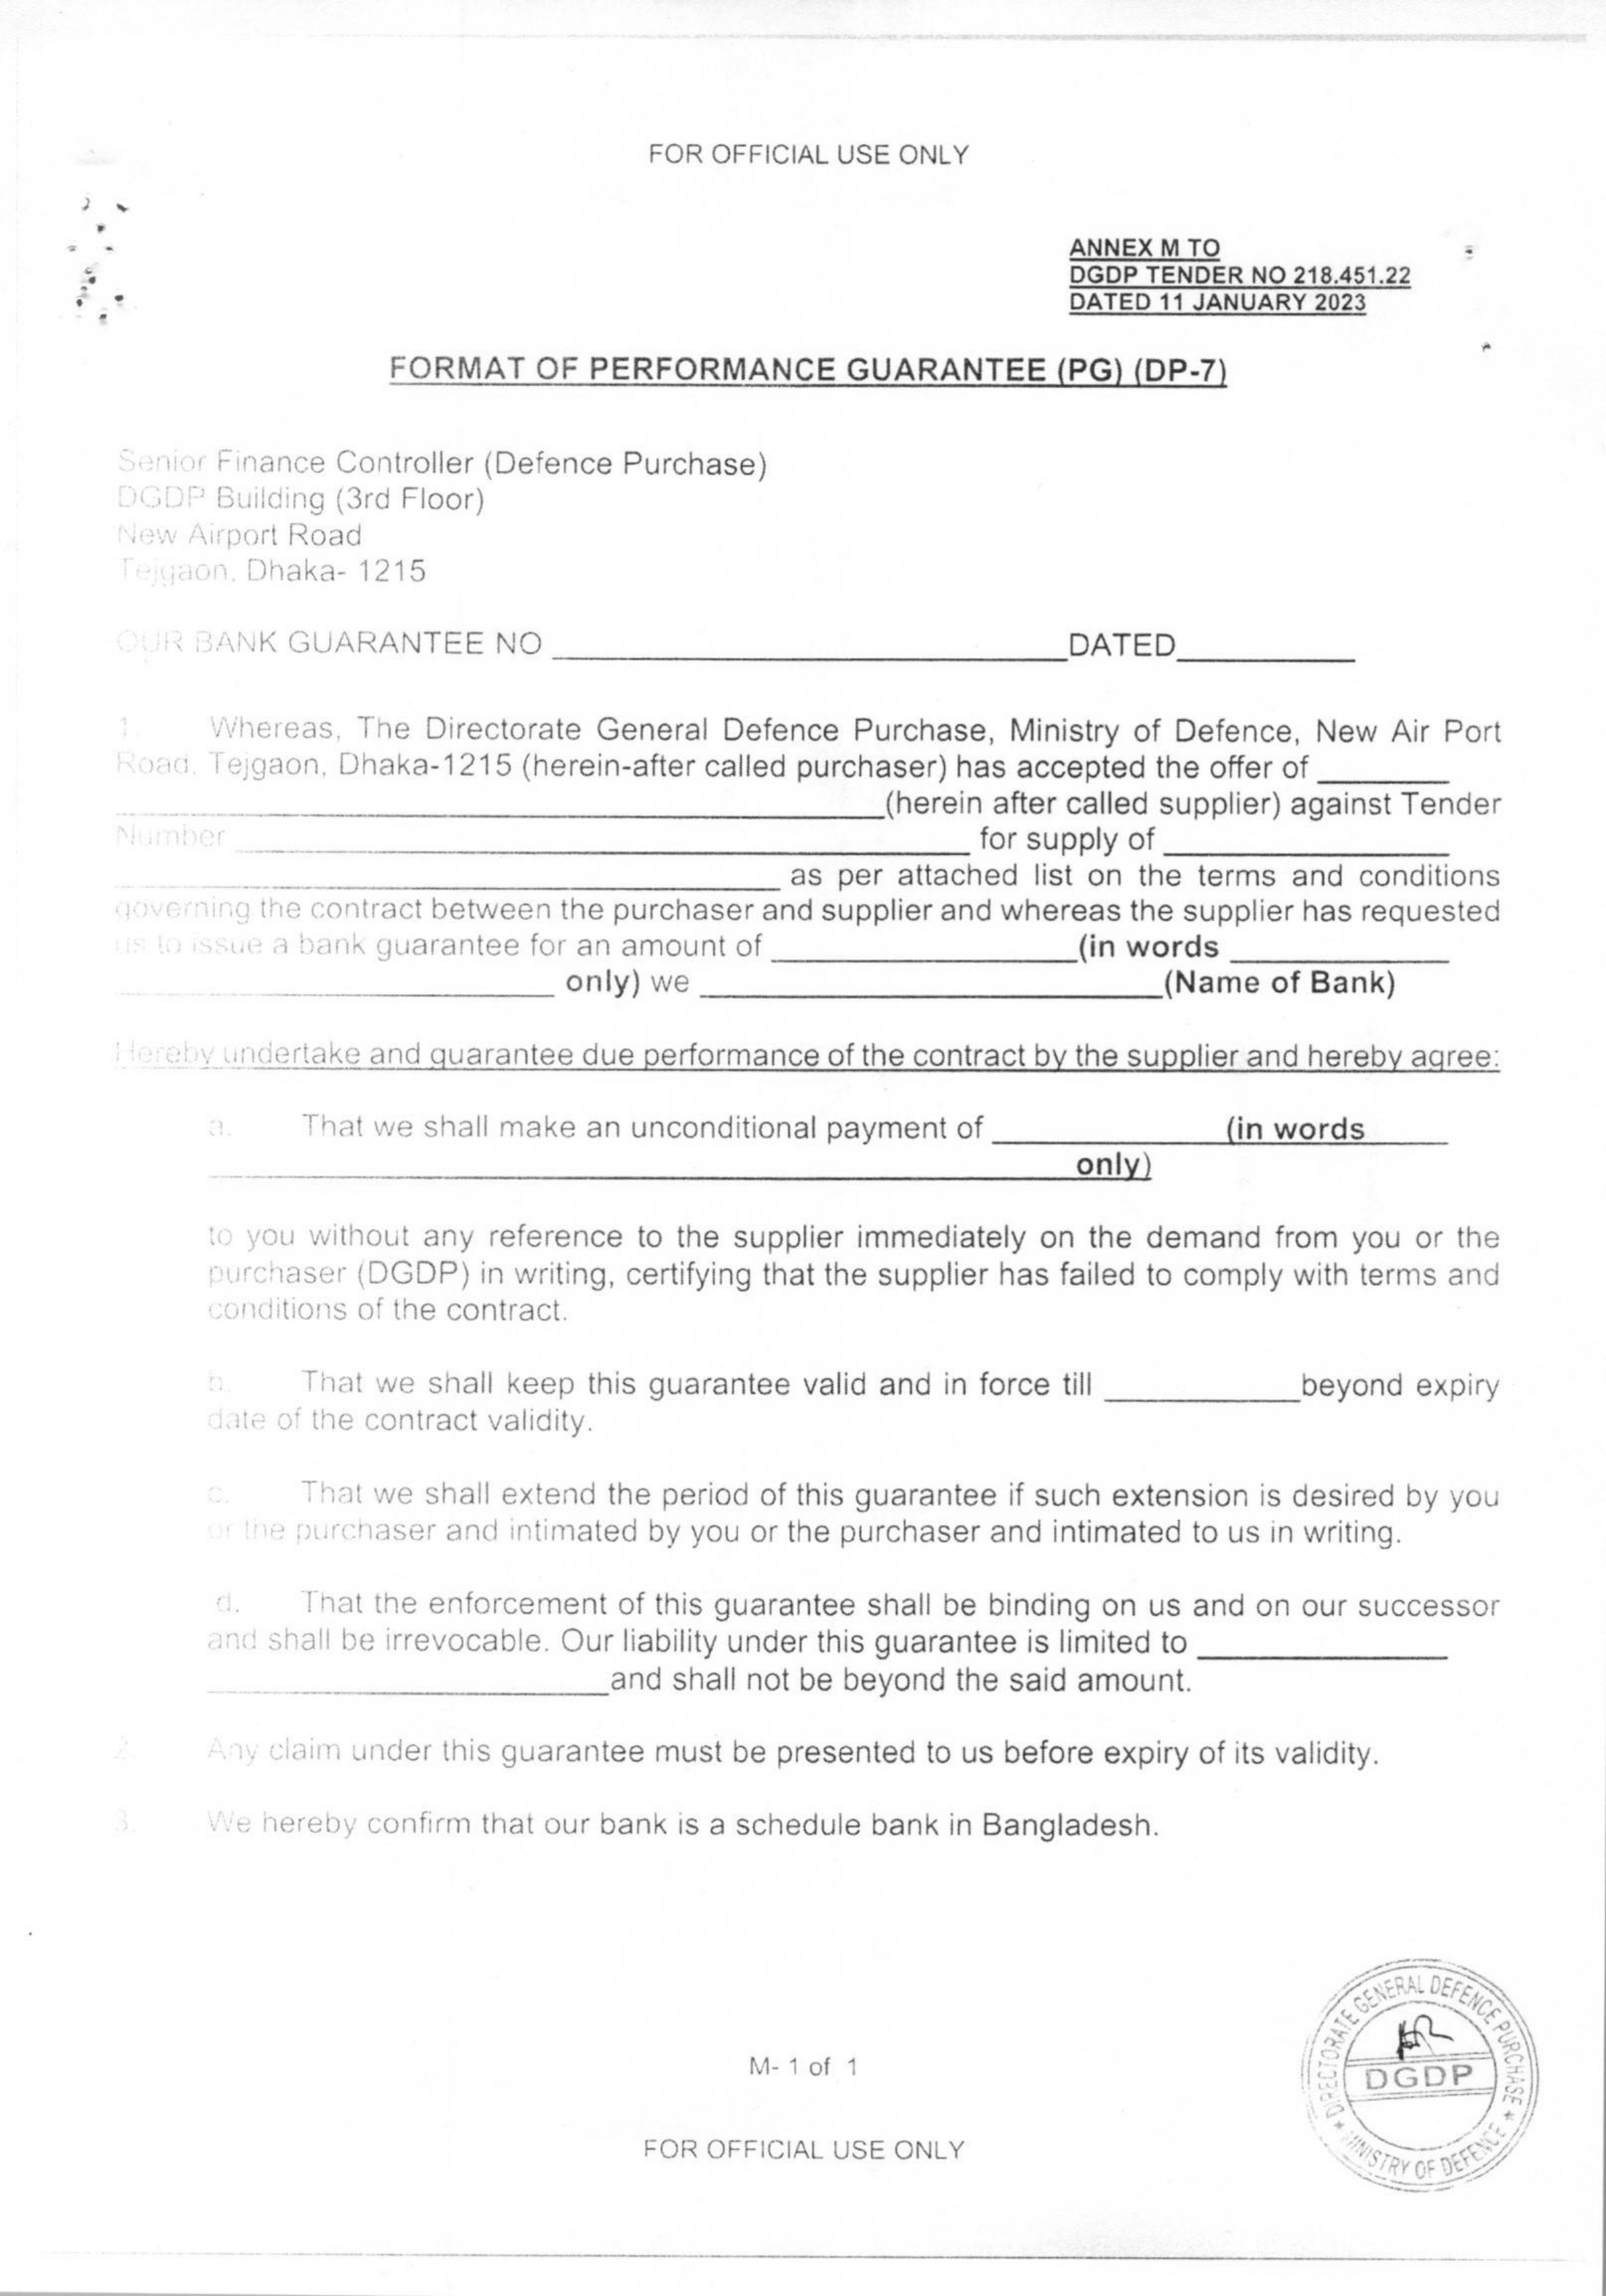 FOR OFFICIAL USE ONLY
ANNEX M TO
DGDP TENDER NO 218.451.22
DATED 11 JANUARY 2023
FORMAT OF PERFORMANCE GUARANTEE (PG) (DP-7)
Senior Finance Controller (Defence Purchase)
DGDP Building (3rd Floor)
New Airport Road
Tejgaon, Dhaka- 1215
OUR BANK GUARANTEE NO ____________________DATED__________
1. Whereas, The Directorate General Defence Purchase, Ministry of Defence, New Air Port
Road, Tejgaon, Dhaka-1215 (herein-after called purchaser) has accepted the offer of ________
____________________(herein after called supplier) against Tender
Number ____________________ for supply of ____________________
____________________ as per attached list on the terms and conditions
governing the contract between the purchaser and supplier and whereas the supplier has requested
us to issue a bank guarantee for an amount of ____________________(in words __________
____________________ only) we ____________________(Name of Bank)
Hereby undertake and guarantee due performance of the contract by the supplier and hereby agree:
a. That we shall make an unconditional payment of ____________________ (in words ______
____________________ only)
to you without any reference to the supplier immediately on the demand from you or the
purchaser (DGDP) in writing, certifying that the supplier has failed to comply with terms and
conditions of the contract.
b. That we shall keep this guarantee valid and in force till ____________beyond expiry
date of the contract validity.
c. That we shall extend the period of this guarantee if such extension is desired by you
or the purchaser and intimated by you or the purchaser and intimated to us in writing.
d. That the enforcement of this guarantee shall be binding on us and on our successor
and shall be irrevocable. Our liability under this guarantee is limited to ____________________
____________________and shall not be beyond the said amount.
2. Any claim under this guarantee must be presented to us before expiry of its validity.
3. We hereby confirm that our bank is a schedule bank in Bangladesh.
DIRECTORATE GENERAL DEFENCE PURCHASE
DGDP
* MINISTRY OF DEFENCE *
M- 1 of 1
FOR OFFICIAL USE ONLY